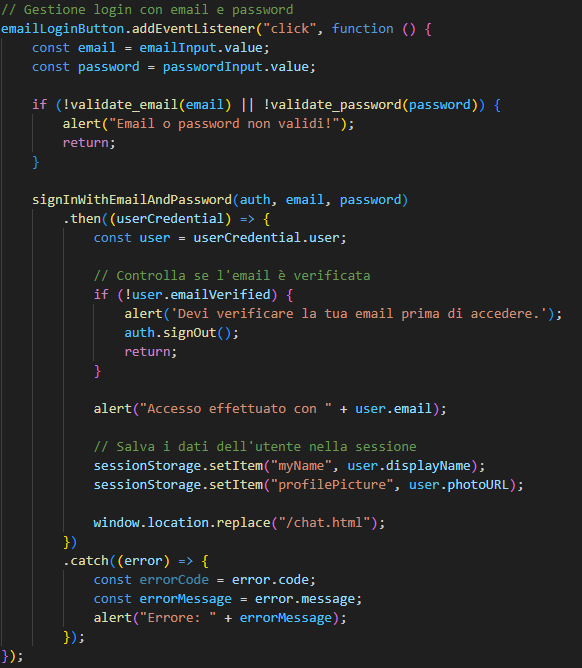 // Gestione login con email e password
emailLoginButton.addEventListener("click", function () {
    const email = emailInput.value;
    const password = passwordInput.value;

    if (!validate_email(email) || !validate_password(password)) {
        alert("Email o password non validi!");
        return;
    }

    signInWithEmailAndPassword(auth, email, password)
        .then((userCredential) => {
            const user = userCredential.user;

            // Controlla se l'email è verificata
            if (!user.emailVerified) {
                alert('Devi verificare la tua email prima di accedere.');
                auth.signOut();
                return;
            }

            alert("Accesso effettuato con " + user.email);

            // Salva i dati dell'utente nella sessione
            sessionStorage.setItem("myName", user.displayName);
            sessionStorage.setItem("profilePicture", user.photoURL);

            window.location.replace("/chat.html");
        })
        .catch((error) => {
            const errorCode = error.code;
            const errorMessage = error.message;
            alert("Errore: " + errorMessage);
        });
});